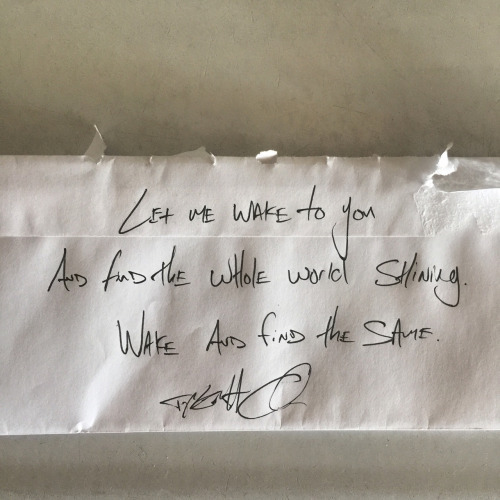 Let me wake to you
And find the whole world shining.
Wake and find the same.